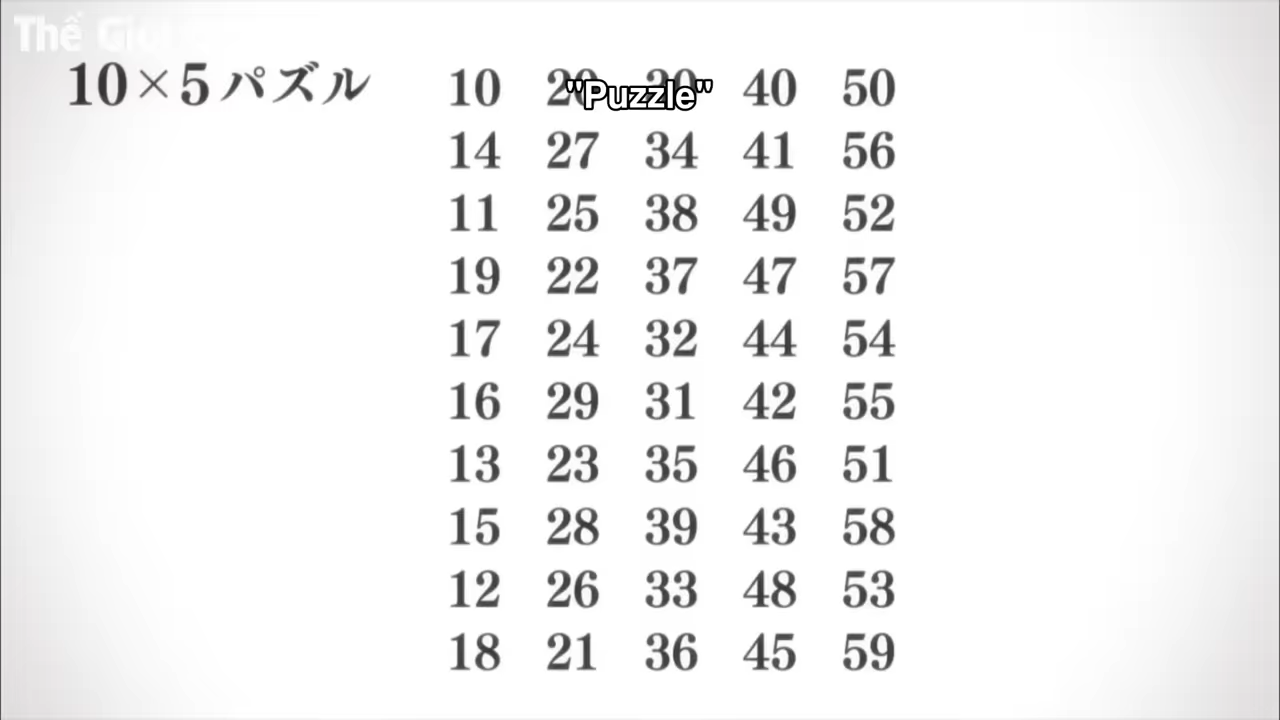 Thế Giới
10×5パズル
"Puzzle"
10 20 30 40 50
14 27 34 41 56
11 25 38 49 52
19 22 37 47 57
17 24 32 44 54
16 29 31 42 55
13 23 35 46 51
15 28 39 43 58
12 26 33 48 53
18 21 36 45 59